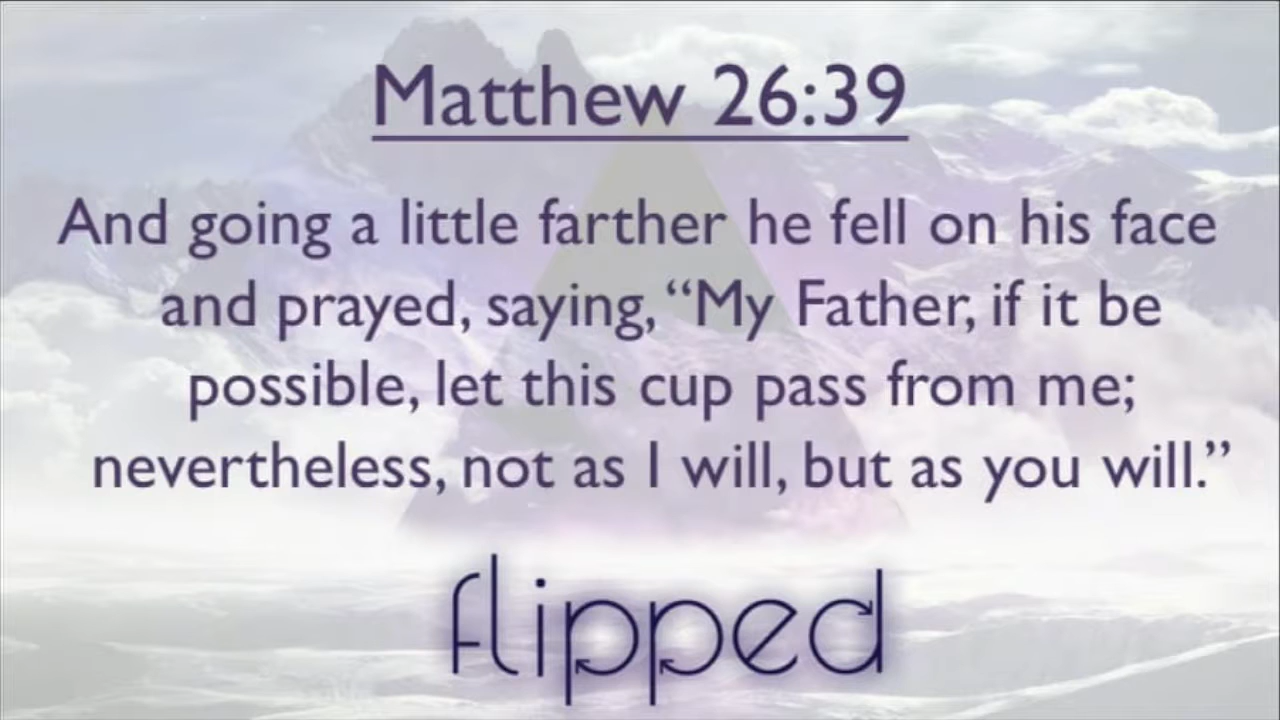 Matthew 26:39
And going a little farther he fell on his face
and prayed, saying, “My Father, if it be
possible, let this cup pass from me;
nevertheless, not as I will, but as you will.”
flipped